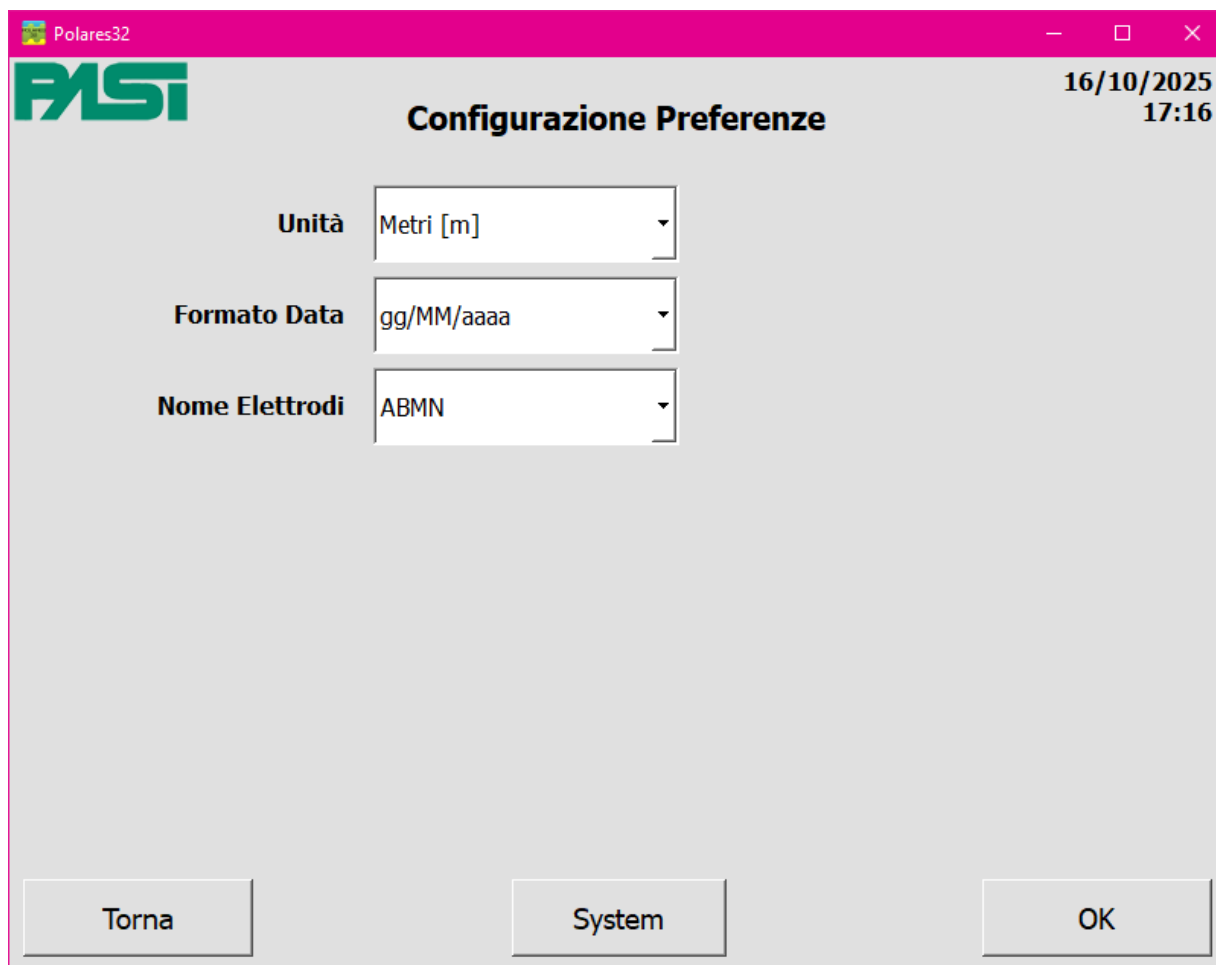 Polares32
PASI
16/10/2025
17:16
Configurazione Preferenze
Unità
Metri [m]
Formato Data
gg/MM/aaaa
Nome Elettrodi
ABMN
Torna
System
OK